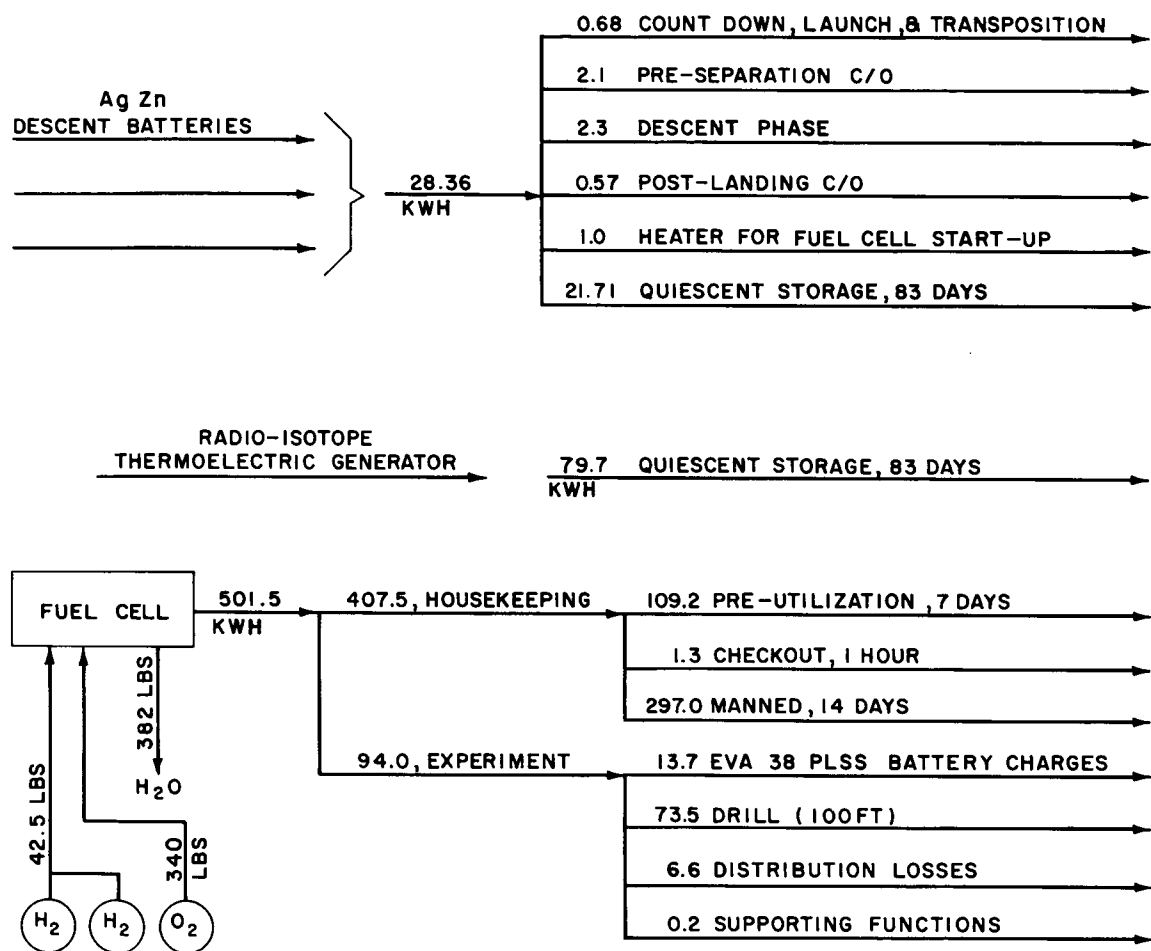 0.68 COUNT DOWN, LAUNCH, & TRANSPOSITION
2.1 PRE-SEPARATION C/O
Ag Zn
DESCENT BATTERIES
2.3 DESCENT PHASE
28.36
KWH
0.57 POST-LANDING C/O
1.0 HEATER FOR FUEL CELL START-UP
21.71 QUIESCENT STORAGE, 83 DAYS
RADIO-ISOTOPE
THERMOELECTRIC GENERATOR
79.7 QUIESCENT STORAGE, 83 DAYS
KWH
FUEL CELL
501.5
KWH
407.5, HOUSEKEEPING
109.2 PRE-UTILIZATION, 7 DAYS
1.3 CHECKOUT, 1 HOUR
297.0 MANNED, 14 DAYS
382 LBS
H2O
94.0, EXPERIMENT
13.7 EVA 38 PLSS BATTERY CHARGES
73.5 DRILL (100FT)
6.6 DISTRIBUTION LOSSES
0.2 SUPPORTING FUNCTIONS
42.5 LBS
340
LBS
H2
H2
O2